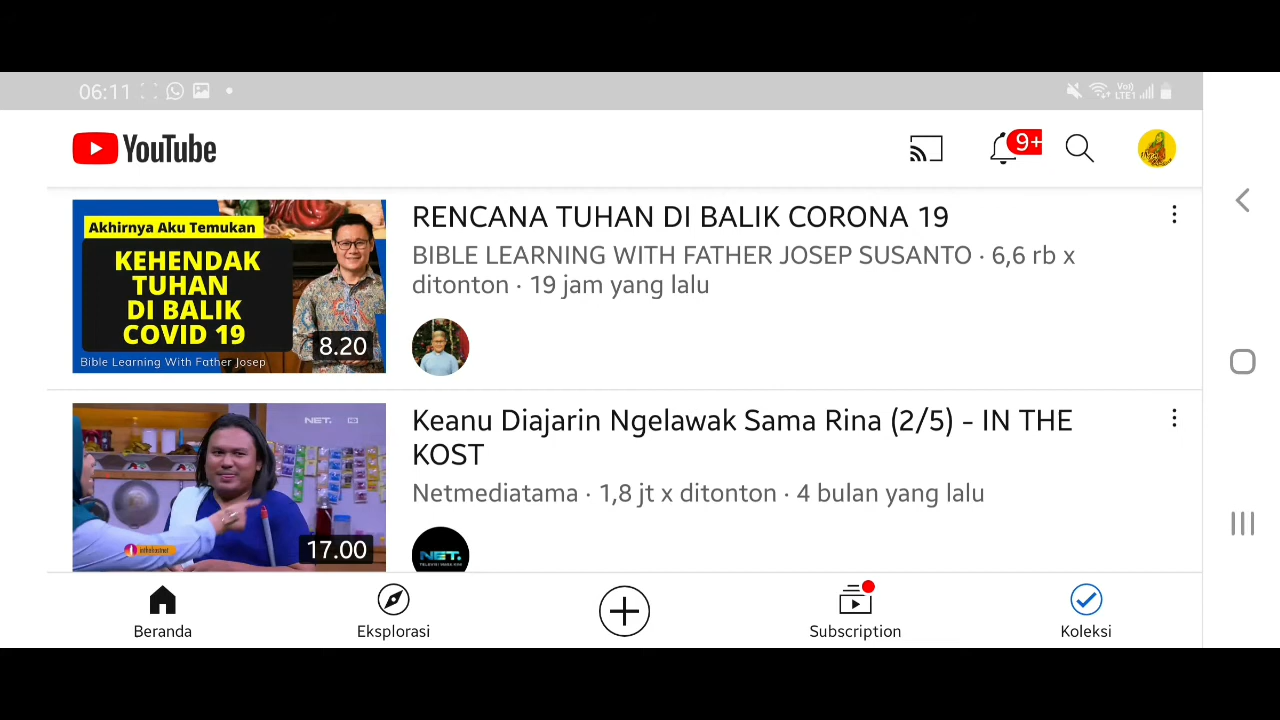 06:11
Vo)
LTE1
YouTube
9+
Akhirnya Aku Temukan
KEHENDAK
TUHAN
DI BALIK
COVID 19
8.20
Bible Learning With Father Josep
RENCANA TUHAN DI BALIK CORONA 19
BIBLE LEARNING WITH FATHER JOSEP SUSANTO · 6,6 rb x
ditonton · 19 jam yang lalu
NET.
17.00
Keanu Diajarin Ngelawak Sama Rina (2/5) - IN THE
KOST
Netmediatama · 1,8 jt x ditonton · 4 bulan yang lalu
NET.
Beranda
Eksplorasi
Subscription
Koleksi